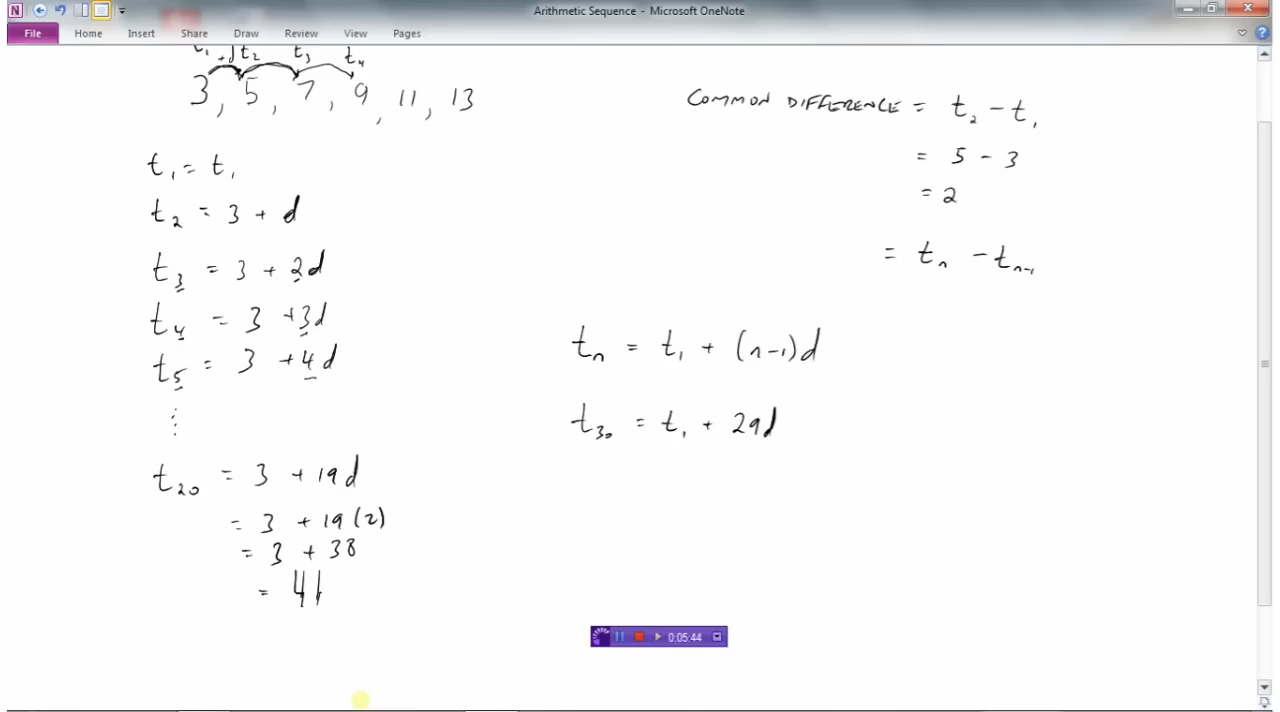 Arithmetic Sequence - Microsoft OneNote
File Home Insert Share Draw Review View Pages
+d t₂ t₃ t₄
3, 5, 7, 9, 11, 13
t₁ = t₁
t₂ = 3 + d
t₃ = 3 + 2d
t₄ = 3 + 3d
t₅ = 3 + 4d
⋮
t₂₀ = 3 + 19d
= 3 + 19(2)
= 3 + 38
= 41
COMMON DIFFERENCE = t₂ - t₁
= 5 - 3
= 2
= tₙ - tₙ₋₁
tₙ = t₁ + (n-1)d
t₃₀ = t₁ + 29d
0:05:44